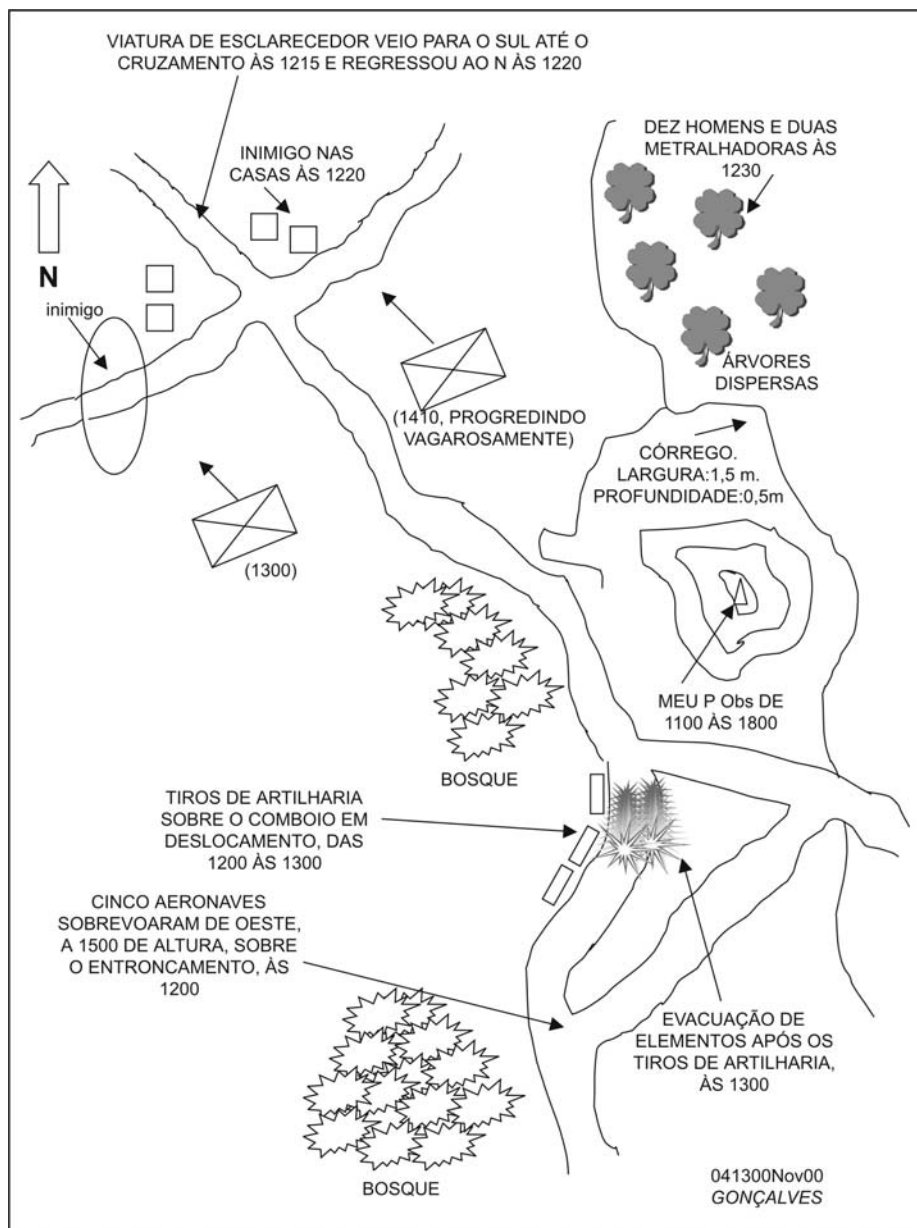 VIATURA DE ESCLARECEDOR VEIO PARA O SUL ATÉ O
CRUZAMENTO ÀS 1215 E REGRESSOU AO N ÀS 1220
INIMIGO NAS
CASAS ÀS 1220
DEZ HOMENS E DUAS
METRALHADORAS ÀS
1230
N
inimigo
ÁRVORES
DISPERSAS
(1410, PROGREDINDO
VAGAROSAMENTE)
CÓRREGO.
LARGURA:1,5 m.
PROFUNDIDADE:0,5m
(1300)
MEU P Obs DE
1100 ÀS 1800
BOSQUE
TIROS DE ARTILHARIA
SOBRE O COMBOIO EM
DESLOCAMENTO, DAS
1200 ÀS 1300
CINCO AERONAVES
SOBREVOARAM DE OESTE,
A 1500 DE ALTURA, SOBRE
O ENTRONCAMENTO, ÀS
1200
EVACUAÇÃO DE
ELEMENTOS APÓS OS
TIROS DE ARTILHARIA,
ÀS 1300
BOSQUE
041300Nov00
GONÇALVES